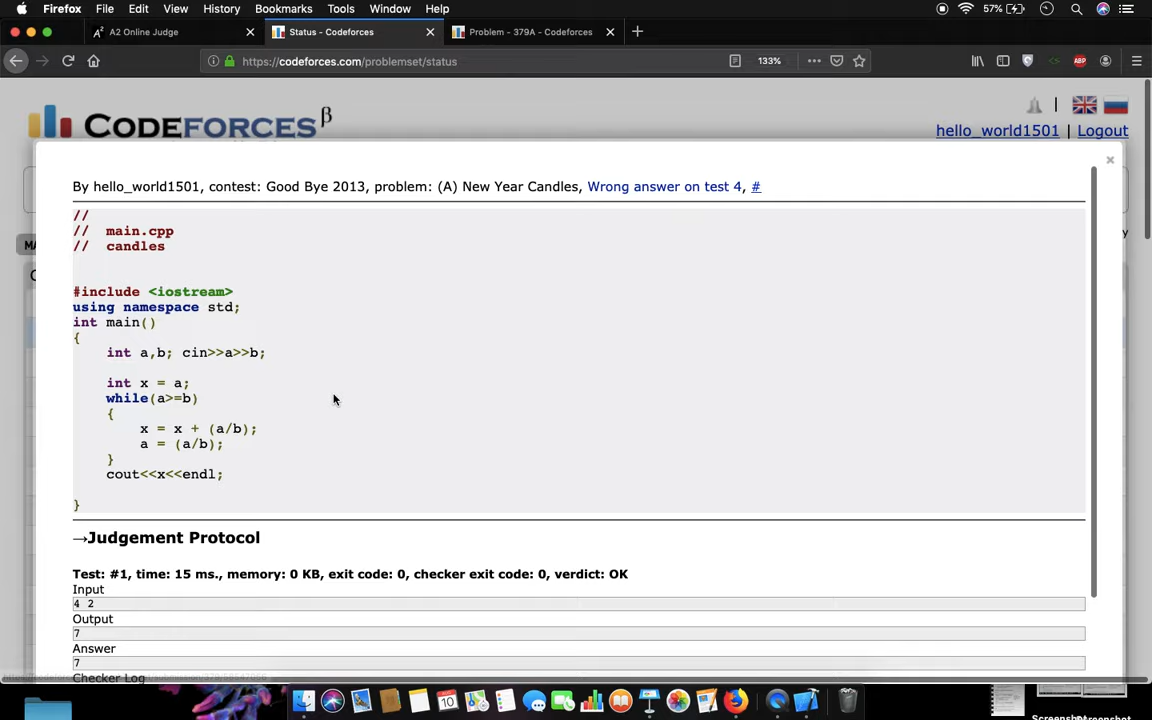 Firefox File Edit View History Bookmarks Tools Window Help 57%
A2 Online Judge Status - Codeforces Problem - 379A - Codeforces
https://codeforces.com/problemset/status 133% ABP
CODEFORCES β
hello_world1501 | Logout
By hello_world1501, contest: Good Bye 2013, problem: (A) New Year Candles, Wrong answer on test 4, #
//
//  main.cpp
//  candles
#include <iostream>
using namespace std;
int main()
{
int a,b; cin>>a>>b;
int x = a;
while(a>=b)
{
x = x + (a/b);
a = (a/b);
}
cout<<x<<endl;
}
→Judgement Protocol
Test: #1, time: 15 ms., memory: 0 KB, exit code: 0, checker exit code: 0, verdict: OK
Input
4 2
Output
7
Answer
7
Checker Log